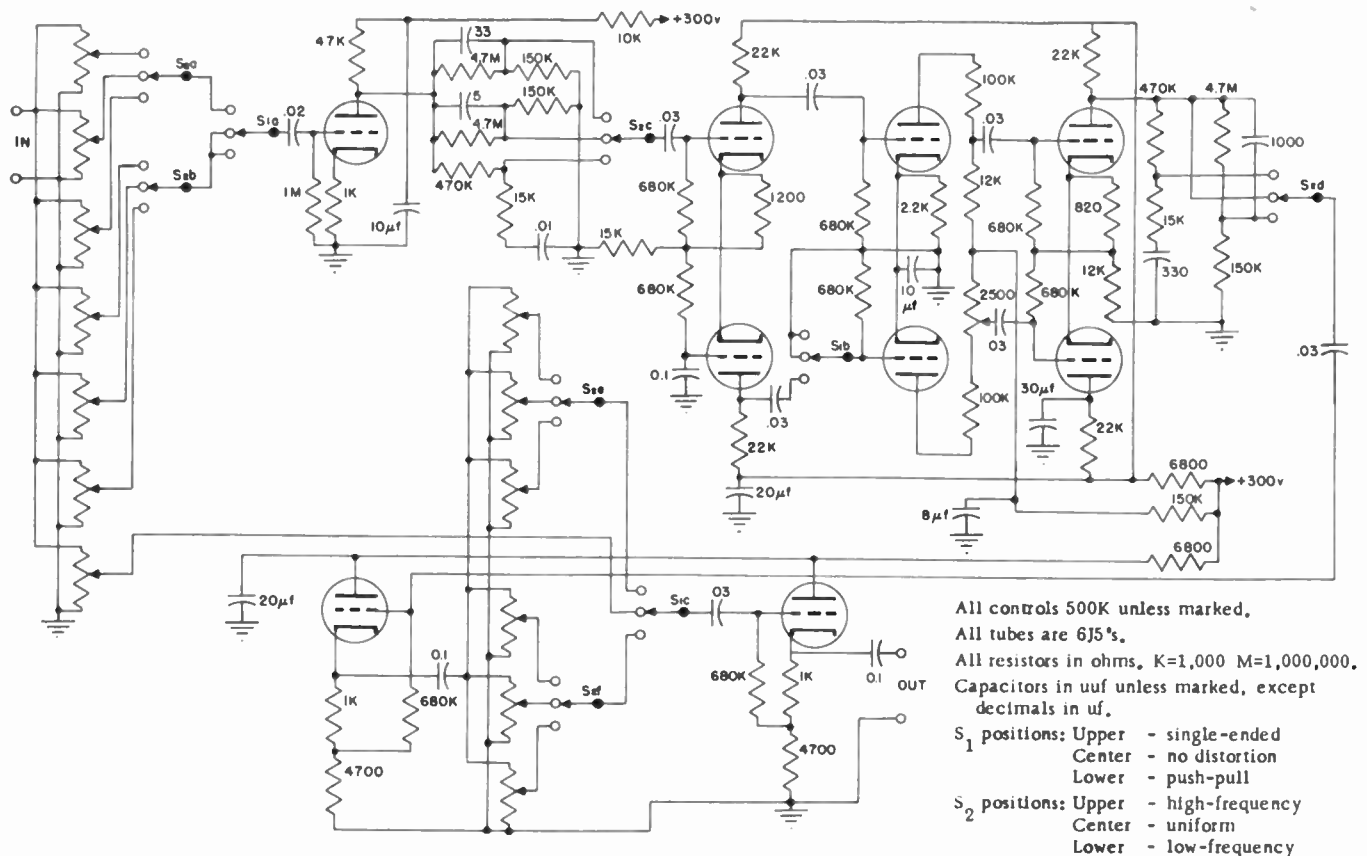 33
10K
+300v
47K
22K
22K
4.7M
150K
.03
100K
470K
4.7M
S2a
5
150K
IN
.02
.03
.03
1000
S1a
S2c
4.7M
S2b
470K
680K
1200
12K
S2d
1M
1K
2.2K
820
10µf
15K
680K
680K
15K
.01
15K
12K
330
150K
680K
680K
10
µf
2500
680K
.03
S1b
.03
0.1
S2e
.03
100K
30µf
22K
22K
20µf
6800
+300v
8µf
150K
6800
20µf
S1c
.03
0.1
680K
1K
S2f
680K
1K
0.1
OUT
4700
4700
All controls 500K unless marked.
All tubes are 6J5's.
All resistors in ohms. K=1,000 M=1,000,000.
Capacitors in uuf unless marked, except
decimals in uf.
S1 positions: Upper - single-ended
Center - no distortion
Lower - push-pull
S2 positions: Upper - high-frequency
Center - uniform
Lower - low-frequency